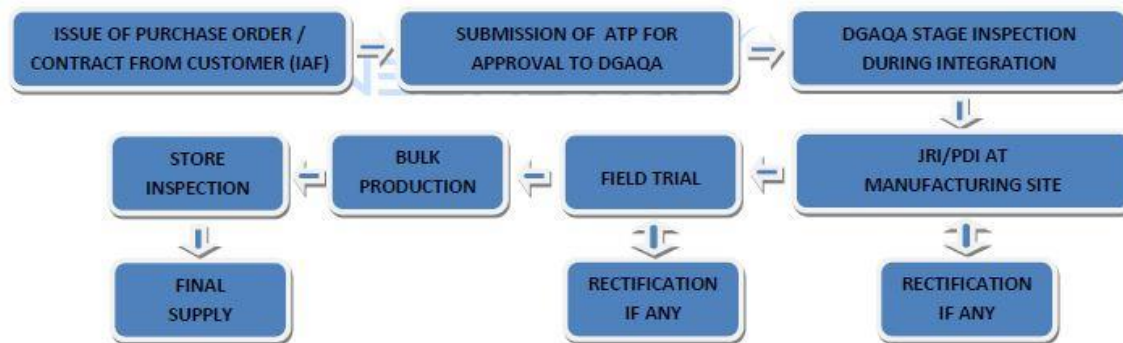 ISSUE OF PURCHASE ORDER /
CONTRACT FROM CUSTOMER (IAF)
SUBMISSION OF ATP FOR
APPROVAL TO DGAQA
DGAQA STAGE INSPECTION
DURING INTEGRATION
STORE
INSPECTION
BULK
PRODUCTION
FIELD TRIAL
JRI/PDI AT
MANUFACTURING SITE
FINAL
SUPPLY
RECTIFICATION
IF ANY
RECTIFICATION
IF ANY